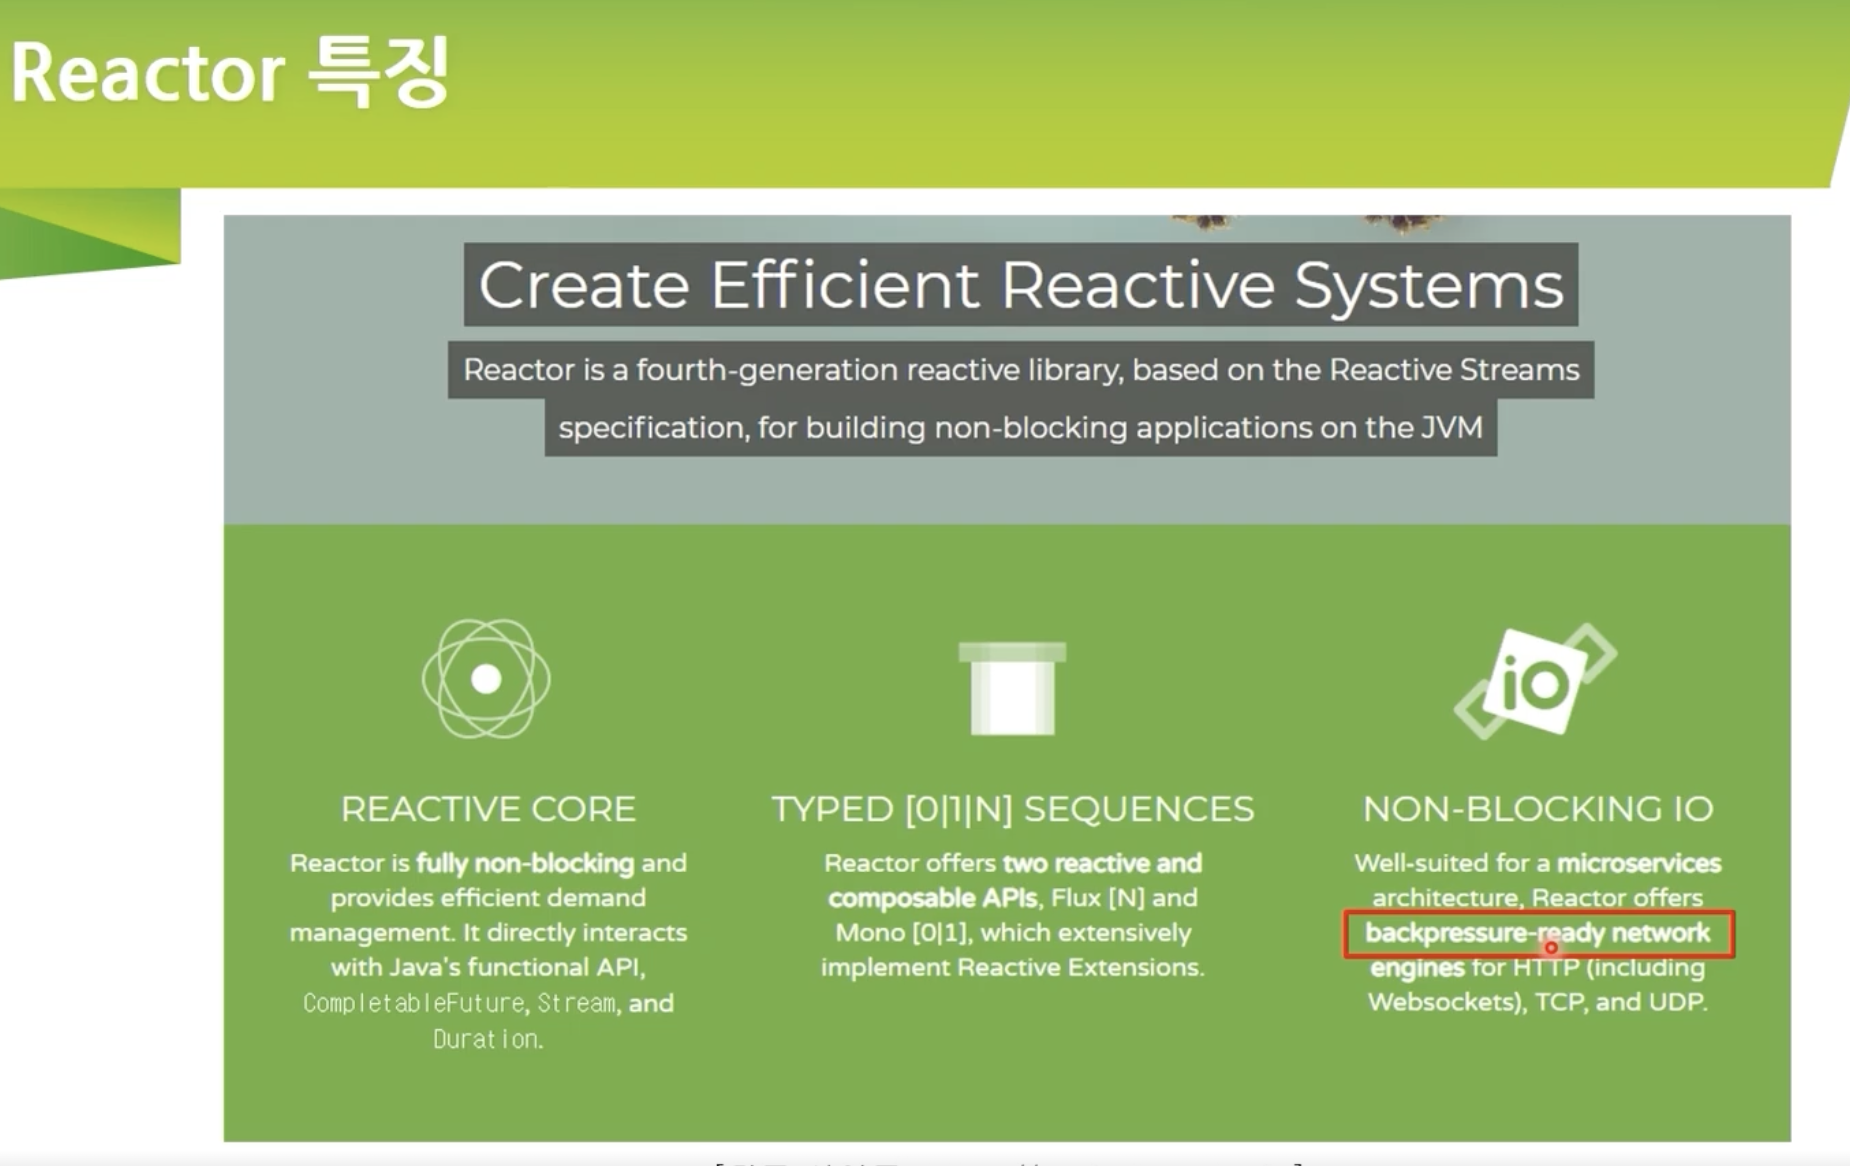 Reactor 특징
Create Efficient Reactive Systems
Reactor is a fourth-generation reactive library, based on the Reactive Streams
specification, for building non-blocking applications on the JVM
iO
REACTIVE CORE
Reactor is fully non-blocking and
provides efficient demand
management. It directly interacts
with Java's functional API,
CompletableFuture, Stream, and
Duration.
TYPED [0|1|N] SEQUENCES
Reactor offers two reactive and
composable APIs, Flux [N] and
Mono [0|1], which extensively
implement Reactive Extensions.
NON-BLOCKING IO
Well-suited for a microservices
architecture, Reactor offers
backpressure-ready network
engines for HTTP (including
Websockets), TCP, and UDP.